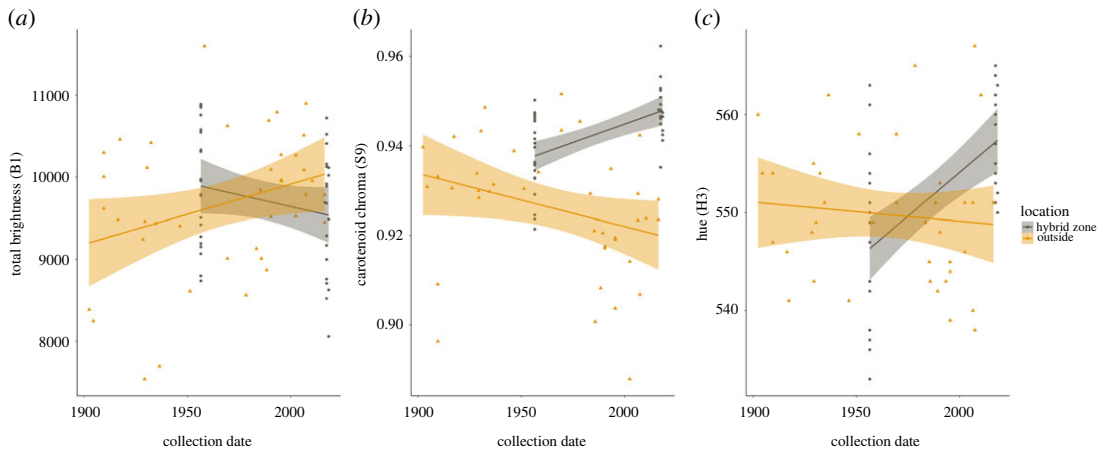 (a)
(b)
(c)
total brightness (B1)
11000
10000
9000
8000
1900
1950
2000
collection date
carotenoid chroma (S9)
0.96
0.94
0.92
0.90
1900
1950
2000
collection date
hue (H3)
560
550
540
1900
1950
2000
collection date
location
hybrid zone
outside